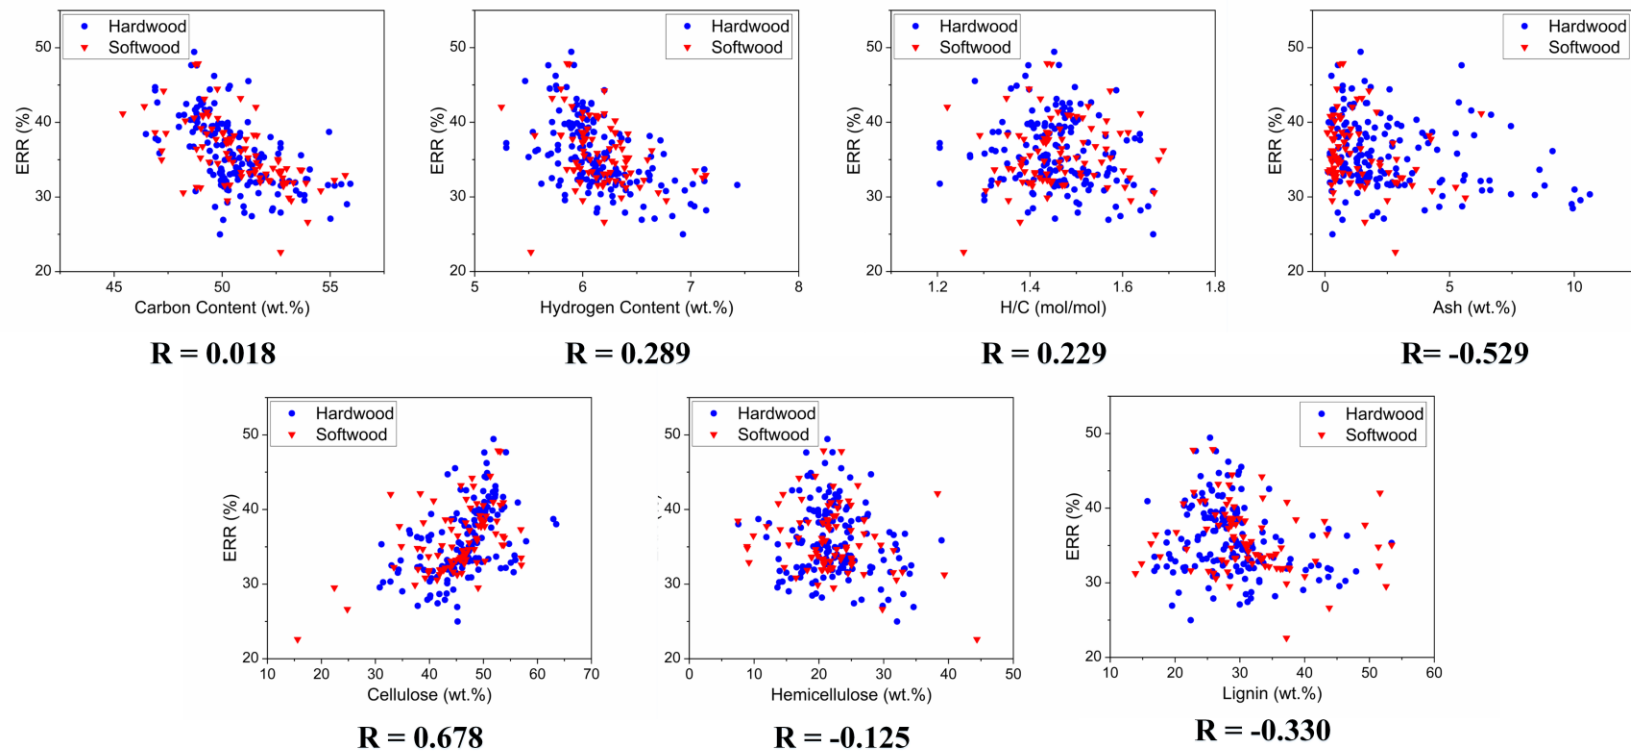 Hardwood
Softwood
50
40
30
20
45 50 55
ERR (%)
Carbon Content (wt.%)
R = 0.018
Hardwood
Softwood
50
40
30
20
5 6 7 8
ERR (%)
Hydrogen Content (wt.%)
R = 0.289
Hardwood
Softwood
50
40
30
20
1.2 1.4 1.6 1.8
ERR (%)
H/C (mol/mol)
R = 0.229
Hardwood
Softwood
50
40
30
20
0 5 10
ERR (%)
Ash (wt.%)
R= -0.529
Hardwood
Softwood
50
40
30
20
10 20 30 40 50 60 70
ERR (%)
Cellulose (wt.%)
R = 0.678
Hardwood
Softwood
50
40
30
20
0 10 20 30 40 50
Hemicellulose (wt.%)
R = -0.125
Hardwood
Softwood
50
40
30
20
10 20 30 40 50 60
ERR (%)
Lignin (wt.%)
R = -0.330